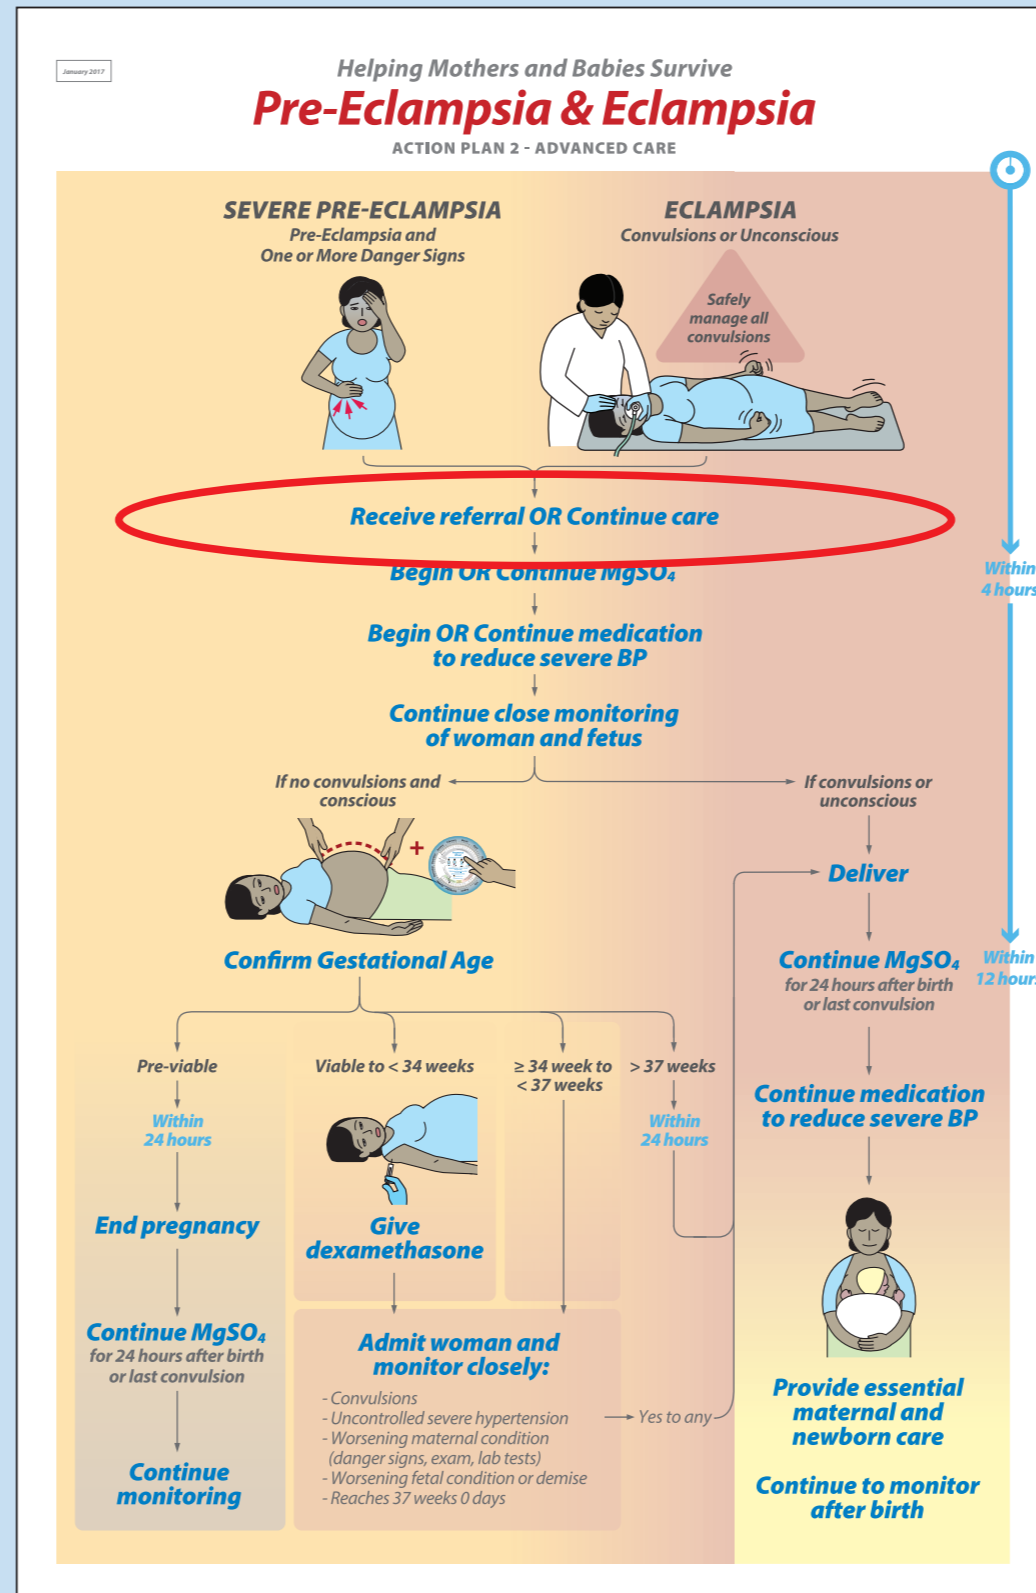 January 2017
Helping Mothers and Babies Survive
Pre-Eclampsia & Eclampsia
ACTION PLAN 2 - ADVANCED CARE
SEVERE PRE-ECLAMPSIA
Pre-Eclampsia and
One or More Danger Signs
ECLAMPSIA
Convulsions or Unconscious
Safely
manage all
convulsions
Receive referral OR Continue care
Begin OR Continue MgSO₄
Within
4 hours
Begin OR Continue medication
to reduce severe BP
Continue close monitoring
of woman and fetus
If no convulsions and
conscious
If convulsions or
unconscious
+
Deliver
Confirm Gestational Age
Continue MgSO₄
for 24 hours after birth
or last convulsion
Within
12 hours
Pre-viable
Viable to < 34 weeks
≥ 34 week to
< 37 weeks
> 37 weeks
Within
24 hours
Within
24 hours
Continue medication
to reduce severe BP
End pregnancy
Give
dexamethasone
Continue MgSO₄
for 24 hours after birth
or last convulsion
Admit woman and
monitor closely:
- Convulsions
- Uncontrolled severe hypertension
- Worsening maternal condition
(danger signs, exam, lab tests)
- Worsening fetal condition or demise
- Reaches 37 weeks 0 days
Yes to any
Continue
monitoring
Provide essential
maternal and
newborn care
Continue to monitor
after birth